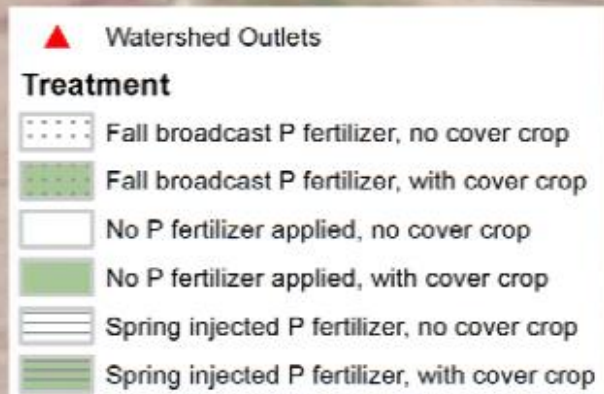 Watershed Outlets
Treatment
Fall broadcast P fertilizer, no cover crop
Fall broadcast P fertilizer, with cover crop
No P fertilizer applied, no cover crop
No P fertilizer applied, with cover crop
Spring injected P fertilizer, no cover crop
Spring injected P fertilizer, with cover crop